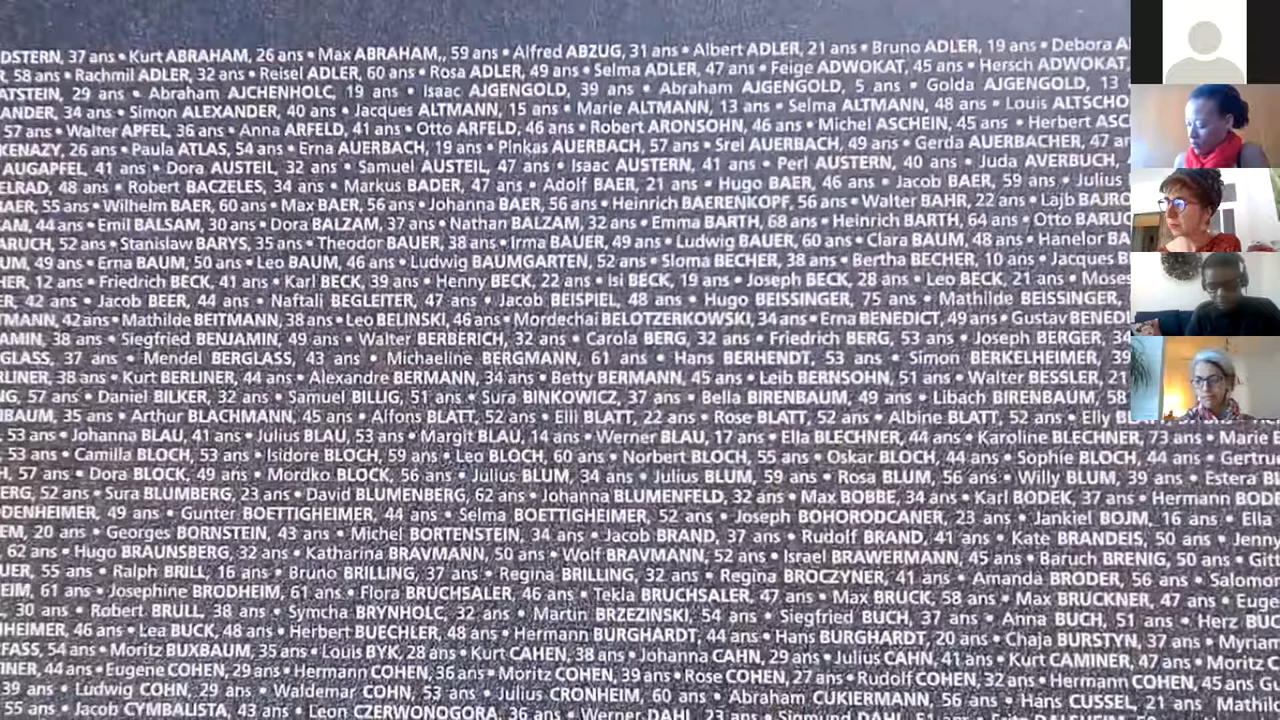 DSTERN, 37 ans • Kurt ABRAHAM, 26 ans • Max ABRAHAM,, 59 ans • Alfred ABZUG, 31 ans • Albert ADLER, 21 ans • Bruno ADLER, 19 ans • Debora A
R, 58 ans • Rachmil ADLER, 32 ans • Reisel ADLER, 60 ans • Rosa ADLER, 49 ans • Selma ADLER, 47 ans • Feige ADWOKAT, 45 ans • Hersch ADWOKAT,
ATSTEIN, 29 ans • Abraham AJCHENHOLC, 19 ans • Isaac AJGENGOLD, 39 ans • Abraham AJGENGOLD, 5 ans • Golda AJGENGOLD, 13
ANDER, 34 ans • Simon ALEXANDER, 40 ans • Jacques ALTMANN, 15 ans • Marie ALTMANN, 13 ans • Selma ALTMANN, 48 ans • Louis ALTSCHO
57 ans • Walter APFEL, 36 ans • Anna ARFELD, 41 ans • Otto ARFELD, 46 ans • Robert ARONSOHN, 46 ans • Michel ASCHEIN, 45 ans • Herbert ASC
KENAZY, 26 ans • Paula ATLAS, 54 ans • Erna AUERBACH, 19 ans • Pinkas AUERBACH, 57 ans • Srel AUERBACH, 49 ans • Gerda AUERBACHER, 47 an
AUGAPFEL, 41 ans • Dora AUSTEIL, 32 ans • Samuel AUSTEIL, 47 ans • Isaac AUSTERN, 41 ans • Perl AUSTERN, 40 ans • Juda AVERBUCH,
ELRAD, 48 ans • Robert BACZELES, 34 ans • Markus BADER, 47 ans • Adolf BAER, 21 ans • Hugo BAER, 46 ans • Jacob BAER, 59 ans • Julius
BAER, 55 ans • Wilhelm BAER, 60 ans • Max BAER, 56 ans • Johanna BAER, 56 ans • Heinrich BAERENKOPF, 56 ans • Walter BAHR, 22 ans • Lajb BAJRO
AM, 44 ans • Emil BALSAM, 30 ans • Dora BALZAM, 37 ans • Nathan BALZAM, 32 ans • Emma BARTH, 68 ans • Heinrich BARTH, 64 ans • Otto BARUC
ARUCH, 52 ans • Stanislaw BARYS, 35 ans • Theodor BAUER, 38 ans • Irma BAUER, 49 ans • Ludwig BAUER, 60 ans • Clara BAUM, 48 ans • Hanelor BA
UM, 49 ans • Erna BAUM, 50 ans • Leo BAUM, 46 ans • Ludwig BAUMGARTEN, 52 ans • Sloma BECHER, 38 ans • Bertha BECHER, 10 ans • Jacques B
HER, 12 ans • Friedrich BECK, 41 ans • Karl BECK, 39 ans • Henny BECK, 22 ans • Isi BECK, 19 ans • Joseph BECK, 28 ans • Leo BECK, 21 ans • Moses
ER, 42 ans • Jacob BEER, 44 ans • Naftali BEGLEITER, 47 ans • Jacob BEISPIEL, 48 ans • Hugo BEISSINGER, 75 ans • Mathilde BEISSINGER,
TMANN, 42 ans • Mathilde BEITMANN, 38 ans • Leo BELINSKI, 46 ans • Mordechai BELOTZERKOWSKI, 34 ans • Erna BENEDICT, 49 ans • Gustav BENEDI
AMIN, 38 ans • Siegfried BENJAMIN, 49 ans • Walter BERBERICH, 32 ans • Carola BERG, 32 ans • Friedrich BERG, 53 ans • Joseph BERGER, 34
GLASS, 37 ans • Mendel BERGLASS, 43 ans • Michaeline BERGMANN, 61 ans • Hans BERHENDT, 53 ans • Simon BERKELHEIMER, 39
RLINER, 38 ans • Kurt BERLINER, 44 ans • Alexandre BERMANN, 34 ans • Betty BERMANN, 45 ans • Leib BERNSOHN, 51 ans • Walter BESSLER, 21
NG, 57 ans • Daniel BILKER, 32 ans • Samuel BILLIG, 51 ans • Sura BINKOWICZ, 37 ans • Bella BIRENBAUM, 49 ans • Libach BIRENBAUM, 58
NBAUM, 35 ans • Arthur BLACHMANN, 45 ans • Alfons BLATT, 52 ans • Elli BLATT, 22 ans • Rose BLATT, 52 ans • Albine BLATT, 52 ans • Elly B
, 53 ans • Johanna BLAU, 41 ans • Julius BLAU, 53 ans • Margit BLAU, 14 ans • Werner BLAU, 17 ans • Ella BLECHNER, 44 ans • Karoline BLECHNER, 73 ans • Marie B
, 53 ans • Camilla BLOCH, 53 ans • Isidore BLOCH, 59 ans • Leo BLOCH, 60 ans • Norbert BLOCH, 55 ans • Oskar BLOCH, 44 ans • Sophie BLOCH, 44 ans • Gertrue
H, 57 ans • Dora BLOCK, 49 ans • Mordko BLOCK, 56 ans • Julius BLUM, 34 ans • Julius BLUM, 59 ans • Rosa BLUM, 56 ans • Willy BLUM, 39 ans • Estera BL
ERG, 52 ans • Sura BLUMBERG, 23 ans • David BLUMENBERG, 62 ans • Johanna BLUMENFELD, 32 ans • Max BOBBE, 34 ans • Karl BODEK, 37 ans • Hermann BODE
DENHEIMER, 49 ans • Gunter BOETTIGHEIMER, 44 ans • Selma BOETTIGHEIMER, 52 ans • Joseph BOHORODCANER, 23 ans • Jankiel BOJM, 16 ans • Ella
EM, 20 ans • Georges BORNSTEIN, 43 ans • Michel BORTENSTEIN, 34 ans • Jacob BRAND, 37 ans • Rudolf BRAND, 41 ans • Kate BRANDEIS, 50 ans • Jenny
, 62 ans • Hugo BRAUNSBERG, 32 ans • Katharina BRAVMANN, 50 ans • Wolf BRAVMANN, 52 ans • Israel BRAWERMANN, 45 ans • Baruch BRENIG, 50 ans • Gitt
UER, 55 ans • Ralph BRILL, 16 ans • Bruno BRILLING, 37 ans • Regina BRILLING, 32 ans • Regina BROCZYNER, 41 ans • Amanda BRODER, 56 ans • Salomon
EIM, 61 ans • Josephine BRODHEIM, 61 ans • Flora BRUCHSALER, 46 ans • Tekla BRUCHSALER, 47 ans • Max BRUCK, 58 ans • Max BRUCKNER, 47 ans • Euge
30 ans • Robert BRULL, 38 ans • Symcha BRYNHOLC, 32 ans • Martin BRZEZINSKI, 54 ans • Siegfried BUCH, 37 ans • Anna BUCH, 51 ans • Herz BUC
HEIMER, 46 ans • Lea BUCK, 48 ans • Herbert BUECHLER, 48 ans • Hermann BURGHARDT, 44 ans • Hans BURGHARDT, 20 ans • Chaja BURSTYN, 37 ans • Myriam
FASS, 54 ans • Moritz BUXBAUM, 35 ans • Louis BYK, 28 ans • Kurt CAHEN, 38 ans • Johanna CAHN, 29 ans • Julius CAHN, 41 ans • Kurt CAMINER, 47 ans • Moritz C
INER, 44 ans • Eugene COHEN, 29 ans • Hermann COHEN, 36 ans • Moritz COHEN, 39 ans • Rose COHEN, 27 ans • Rudolf COHEN, 32 ans • Hermann COHEN, 45 ans Gu
39 ans • Ludwig COHN, 29 ans • Waldemar COHN, 53 ans • Julius CRONHEIM, 60 ans • Abraham CUKIERMANN, 56 ans • Hans CUSSEL, 21 ans Mathild
55 ans • Jacob CYMBALISTA, 43 ans • Leon CZERWONOGORA, 36 ans • Werner DAHL, 23 ans • Sigmund DAHL, 51 ans